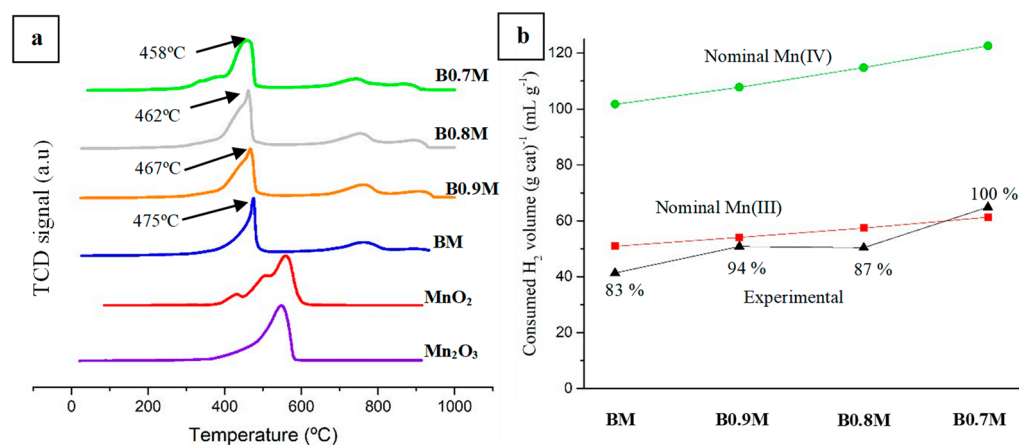 a
458ºC
B0.7M
462ºC
B0.8M
467ºC
B0.9M
475ºC
BM
MnO2
Mn2O3
TCD signal (a.u)
0 200 400 600 800 1000
Temperature (ºC)
b
Nominal Mn(IV)
100 %
Nominal Mn(III)
94 %
87 %
83 %
Experimental
Consumed H2 volume (g cat)-1 (mL g-1)
120
100
80
60
40
20
0
BM B0.9M B0.8M B0.7M